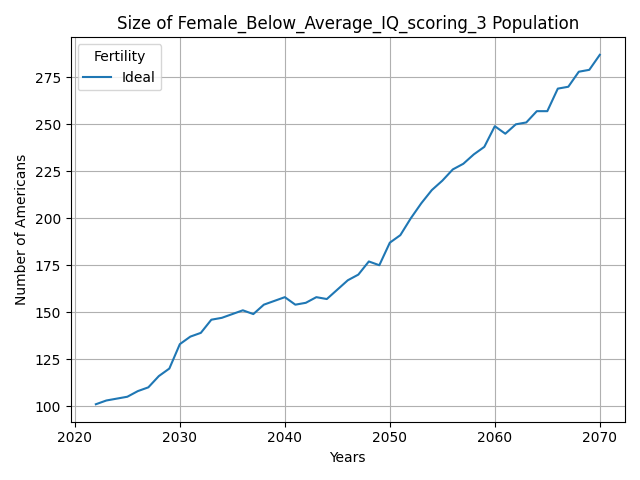 Size of Female_Below_Average_IQ_scoring_3 Population
Fertility
Ideal
Number of Americans
275
250
225
200
175
150
125
100
2020 2030 2040 2050 2060 2070
Years